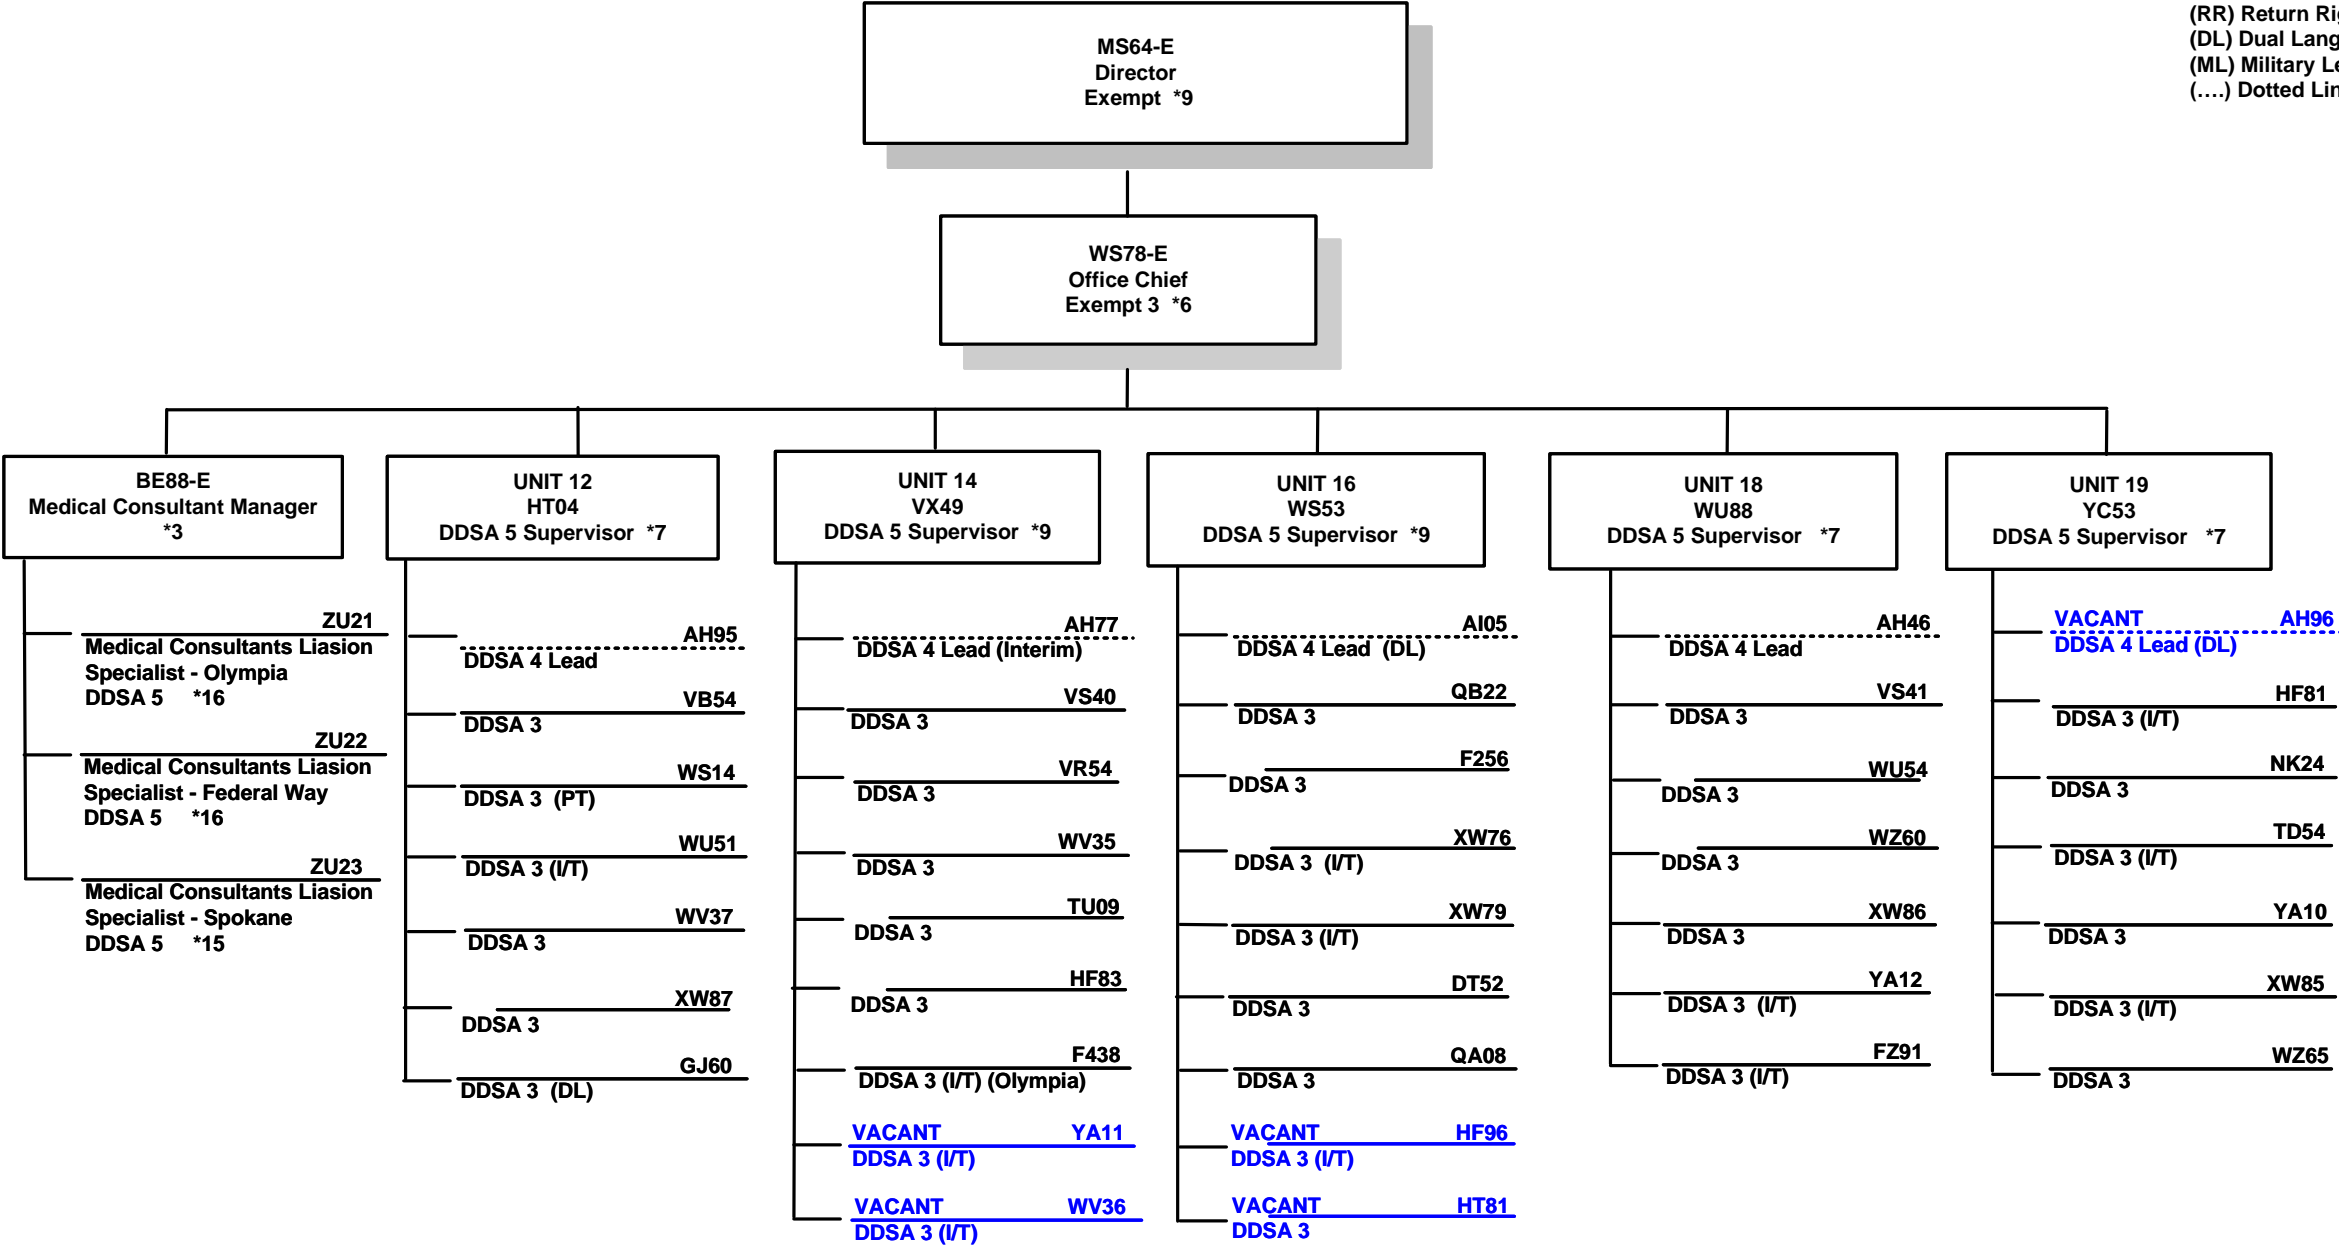 (RR) Return
(DL) Dual
(ML) Military
(....) Dotted
MS64-E
Director
Exempt *9
WS78-E
Office Chief
Exempt 3 *6
BE88-E
Medical Consultant Manager
*3
ZU21
Medical Consultants Liasion
Specialist - Olympia
DDSA 5 *16
ZU22
Medical Consultants Liasion
Specialist - Federal Way
DDSA 5 *16
ZU23
Medical Consultants Liasion
Specialist - Spokane
DDSA 5 *15
UNIT 12
HT04
DDSA 5 Supervisor *7
AH95
DDSA 4 Lead
VB54
DDSA 3
WS14
DDSA 3 (PT)
WU51
DDSA 3 (I/T)
WV37
DDSA 3
XW87
DDSA 3
GJ60
DDSA 3 (DL)
UNIT 14
VX49
DDSA 5 Supervisor *9
AH77
DDSA 4 Lead (Interim)
VS40
DDSA 3
VR54
DDSA 3
WV35
DDSA 3
TU09
DDSA 3
HF83
DDSA 3
F438
DDSA 3 (I/T) (Olympia)
VACANT YA11
DDSA 3 (I/T)
VACANT WV36
DDSA 3 (I/T)
UNIT 16
WS53
DDSA 5 Supervisor *9
AI05
DDSA 4 Lead (DL)
QB22
DDSA 3
F256
DDSA 3
XW76
DDSA 3 (I/T)
XW79
DDSA 3 (I/T)
DT52
DDSA 3
QA08
DDSA 3
VACANT HF96
DDSA 3 (I/T)
VACANT HT81
DDSA 3
UNIT 18
WU88
DDSA 5 Supervisor *7
AH46
DDSA 4 Lead
VS41
DDSA 3
WU54
DDSA 3
WZ60
DDSA 3
XW86
DDSA 3
YA12
DDSA 3 (I/T)
FZ91
DDSA 3 (I/T)
UNIT 19
YC53
DDSA 5 Supervisor *7
VACANT AH96
DDSA 4 Lead (DL)
HF81
DDSA 3 (I/T)
NK24
DDSA 3
TD54
DDSA 3 (I/T)
YA10
DDSA 3
XW85
DDSA 3 (I/T)
WZ65
DDSA 3